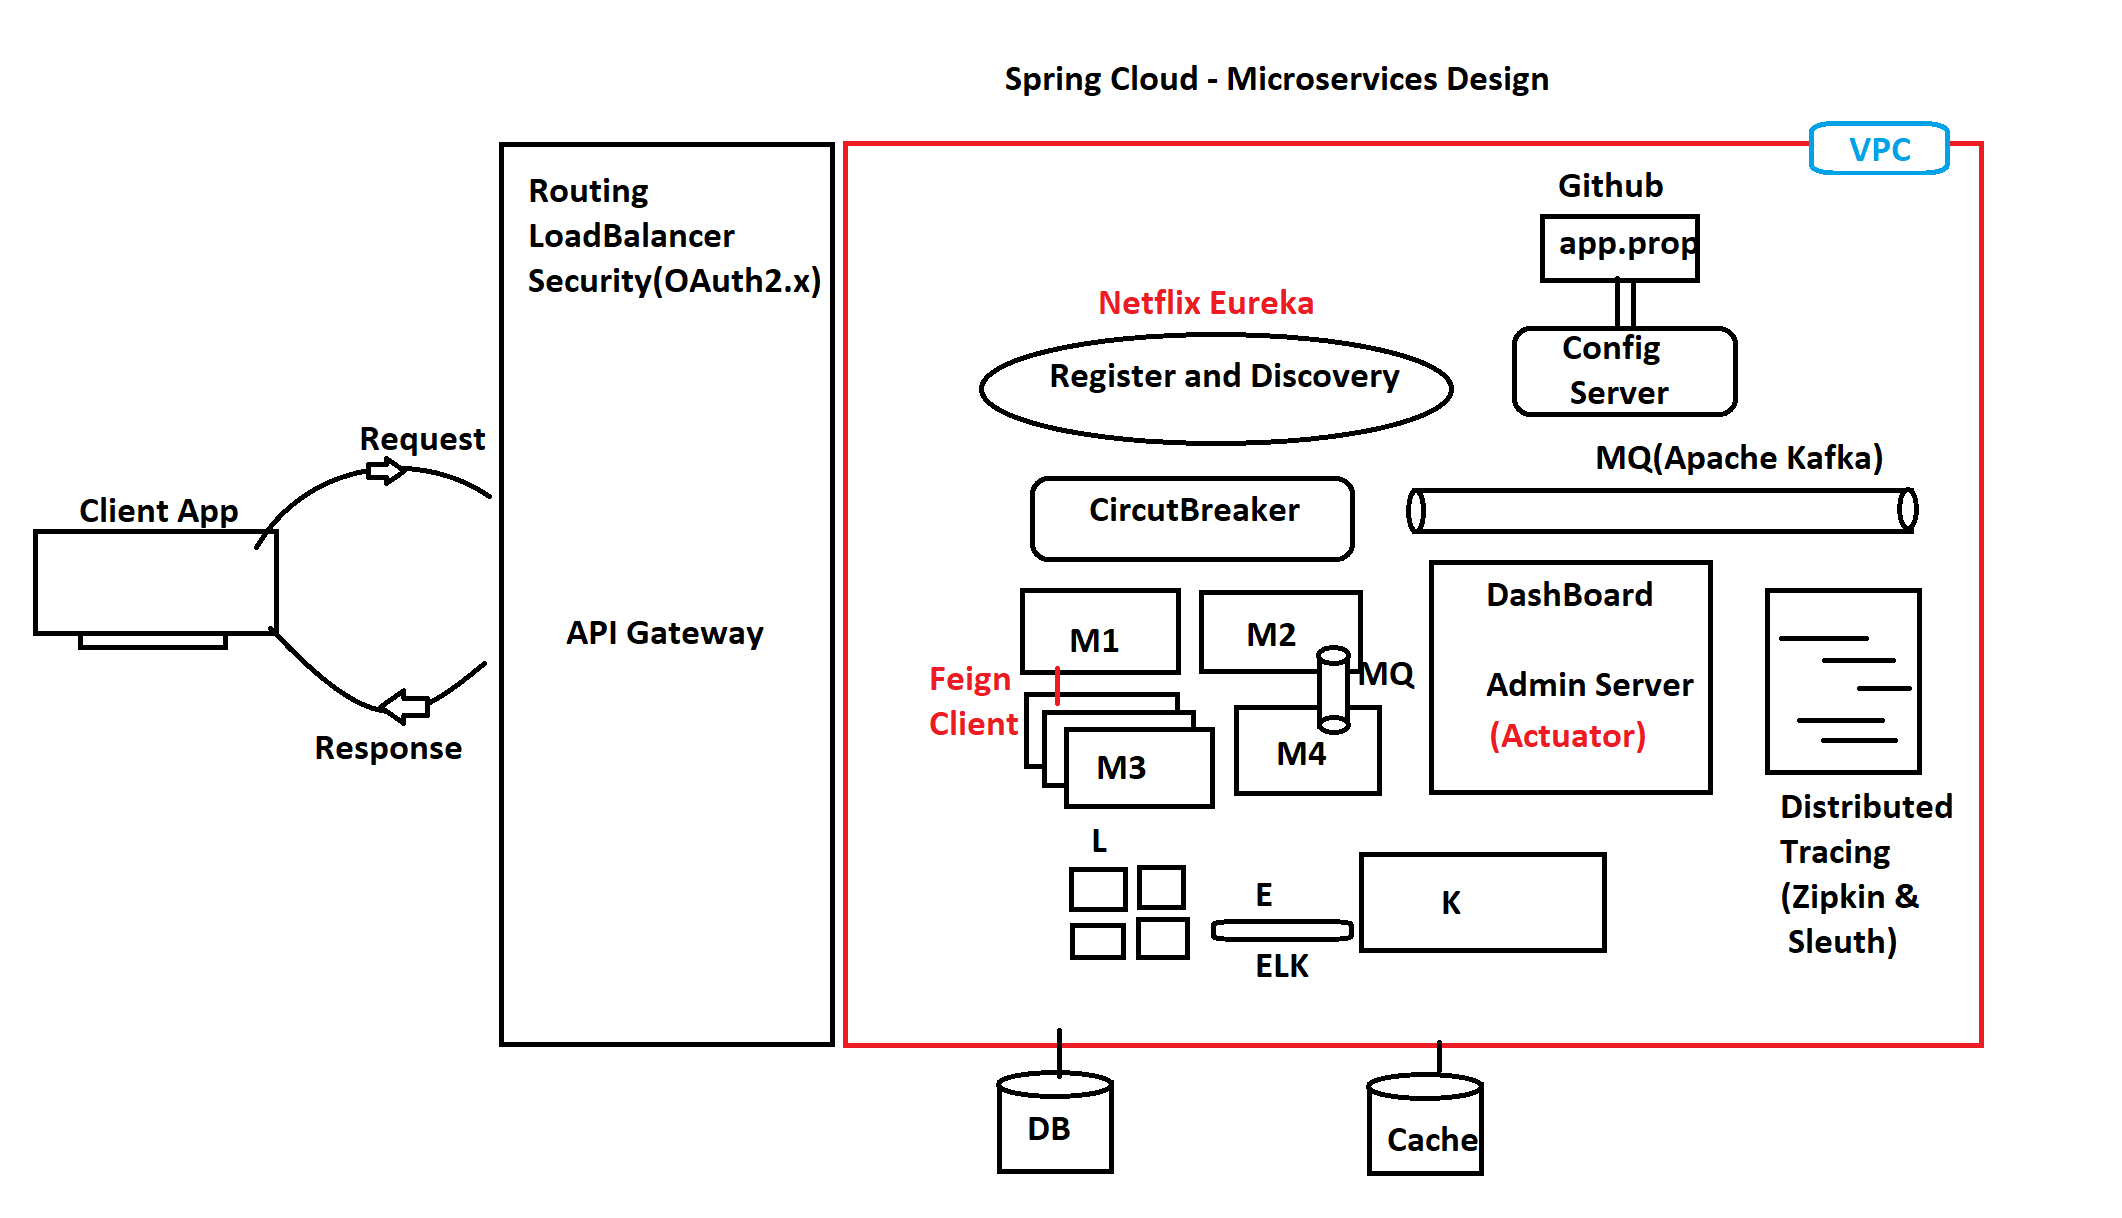 Spring Cloud - Microservices Design
VPC
Routing
LoadBalancer
Security(OAuth2.x)
API Gateway
Request
Client App
Response
Github
app.prop
Config
Server
Netflix Eureka
Register and Discovery
MQ(Apache Kafka)
CircutBreaker
M1
M2
MQ
Feign
Client
M3
M4
DashBoard
Admin Server
(Actuator)
Distributed
Tracing
(Zipkin &
Sleuth)
L
E
K
ELK
DB
Cache